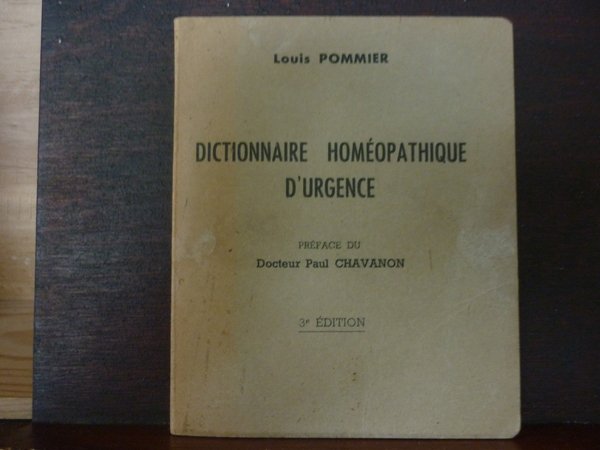 Louis POMMIER
DICTIONNAIRE HOMÉOPATHIQUE
D'URGENCE
PRÉFACE DU
Docteur Paul CHAVANON
3e ÉDITION